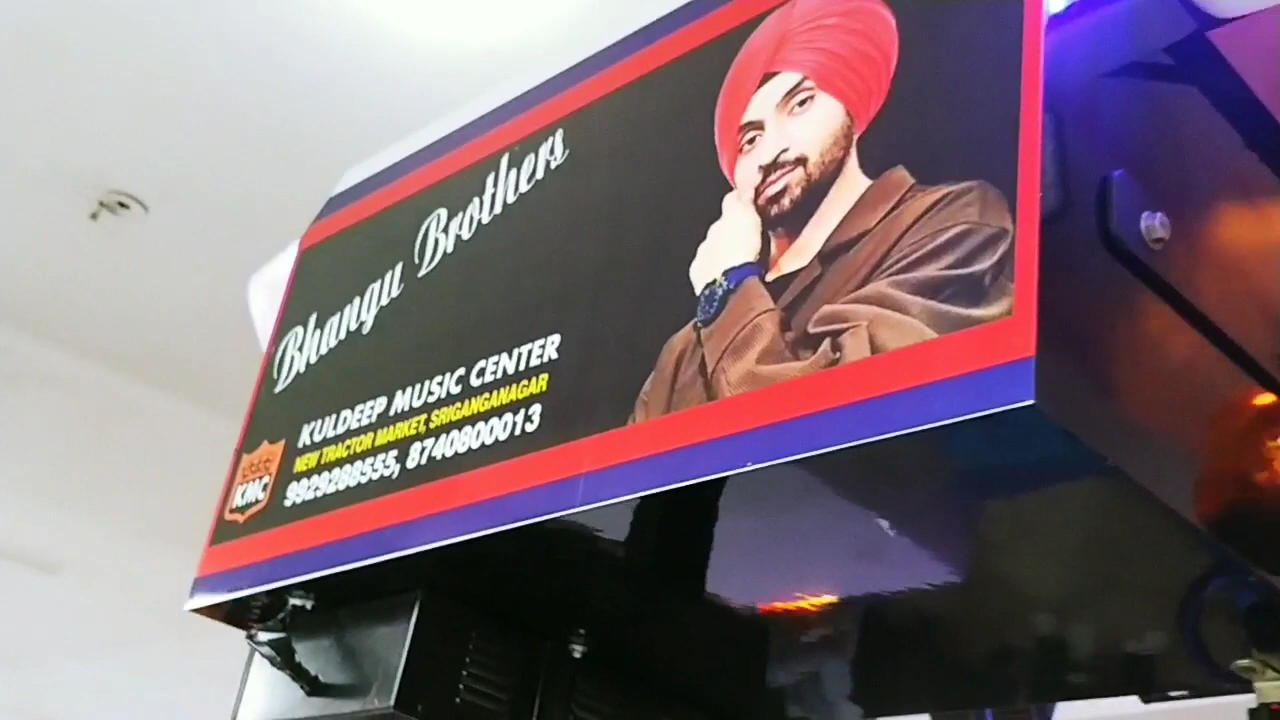 Bhangu Brothers
KULDEEP MUSIC CENTER
NEW TRACTOR MARKET, SRIGANGANAGAR
9929288555, 8740800013
KMC